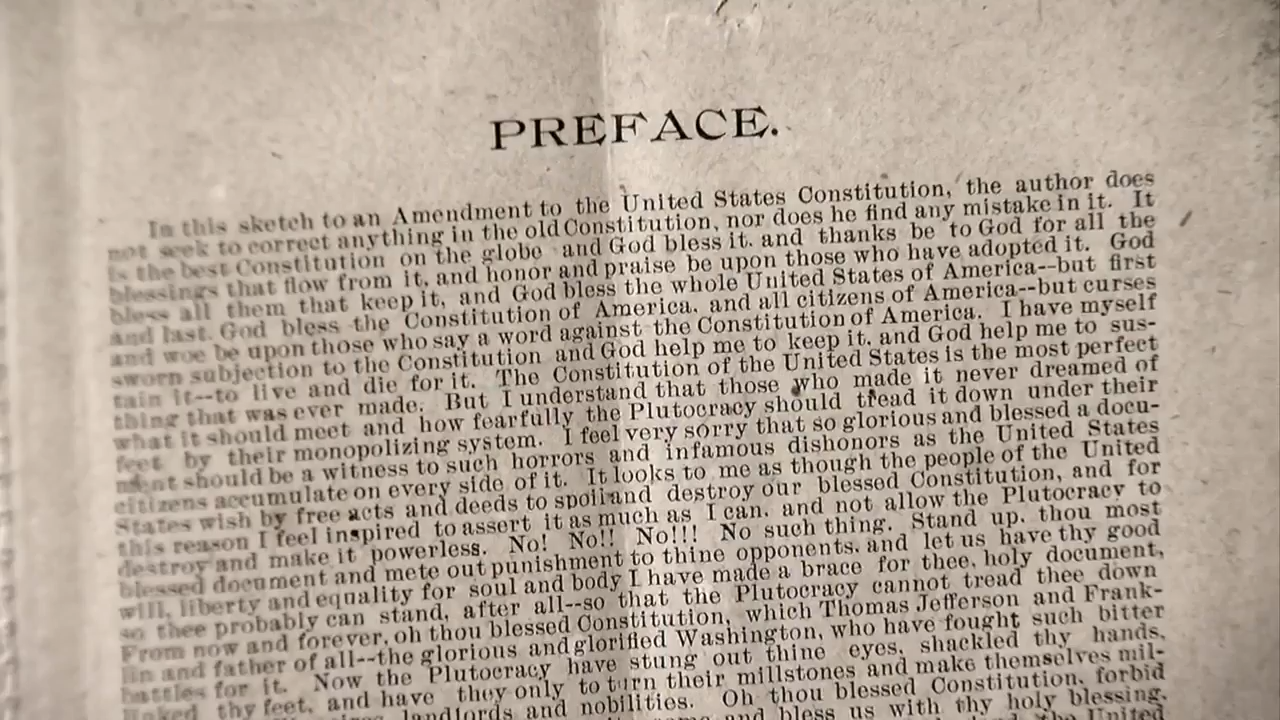 PREFACE.
In this sketch to an Amendment to the United States Constitution, the author does
not seek to correct anything in the old Constitution, nor does he find any mistake in it. It
is the best Constitution on the globe and God bless it. and thanks be to God for all the
blessings that flow from it, and honor and praise be upon those who have adopted it. God
bless all them that keep it, and God bless the whole United States of America--but first
and last. God bless the Constitution of America. and all citizens of America--but curses
and woe be upon those who say a word against the Constitution of America. I have myself
sworn subjection to the Constitution and God help me to keep it, and God help me to sus-
tain it--to live and die for it. The Constitution of the United States is the most perfect
thing that was ever made. But I understand that those who made it never dreamed of
what it should meet and how fearfully the Plutocracy should tread it down under their
feet by their monopolizing system. I feel very sorry that so glorious and blessed a docu-
ment should be a witness to such horrors and infamous dishonors as the United States
citizens accumulate on every side of it. It looks to me as though the people of the United
States wish by free acts and deeds to spoil and destroy our blessed Constitution, and for
this reason I feel inspired to assert it as much as I can. and not allow the Plutocracy to
destroy and make it powerless. No! No!! No!!! No such thing. Stand up. thou most
blessed document and mete out punishment to thine opponents. and let us have thy good
will, liberty and equality for soul and body I have made a brace for thee. holy document,
so thee probably can stand, after all--so that the Plutocracy cannot tread thee down
From now and forever. oh thou blessed Constitution, which Thomas Jefferson and Frank-
lin and father of all--the glorious and glorified Washington, who have fought such bitter
battles for it. Now the Plutocracy have stung out thine eyes, shackled thy hands,
linked thy feet, and have they only to turn their millstones and make themselves mil-
landlords and nobilities. Oh thou blessed Constitution, forbid
and bless us with thy holy blessing.
the United